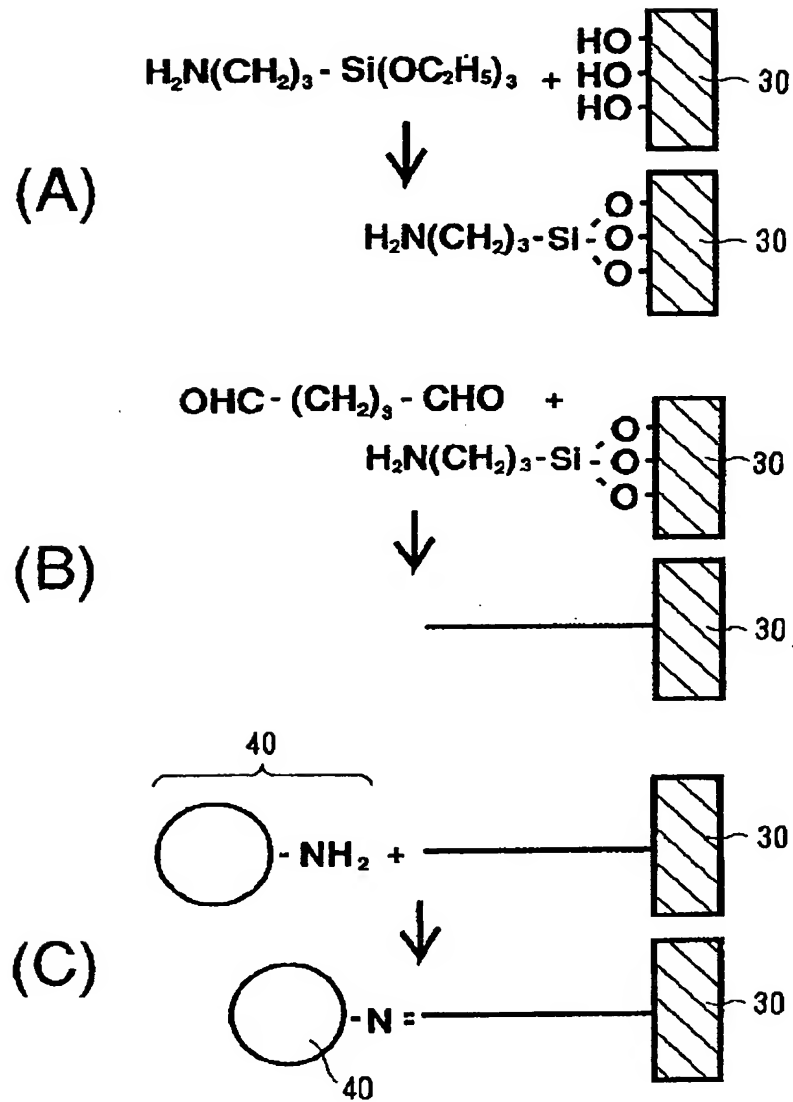 H₂N(CH₂)₃- Si(OC₂H₅)₃ + HO- HO- HO- 30
(A)
H₂N(CH₂)₃-Si-O- O- O- 30
OHC-(CH₂)₃-CHO +
H₂N(CH₂)₃-Si-O- O- O- 30
(B)
30
40
-NH₂ + 30
(C)
-N= 30
40